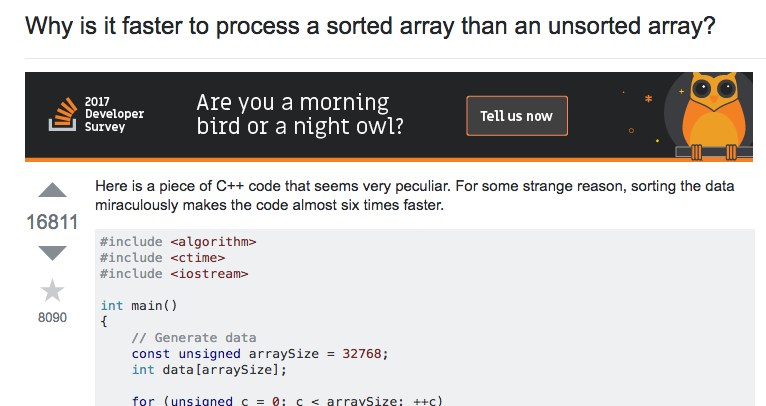 Why is it faster to process a sorted array than an unsorted array?
2017
Developer
Survey
Are you a morning
bird or a night owl?
Tell us now
Here is a piece of C++ code that seems very peculiar. For some strange reason, sorting the data
miraculously makes the code almost six times faster.
16811
8090
#include <algorithm>
#include <ctime>
#include <iostream>
int main()
{
// Generate data
const unsigned arraySize = 32768;
int data[arraySize];
for (unsigned c = 0; c < arraySize; ++c)